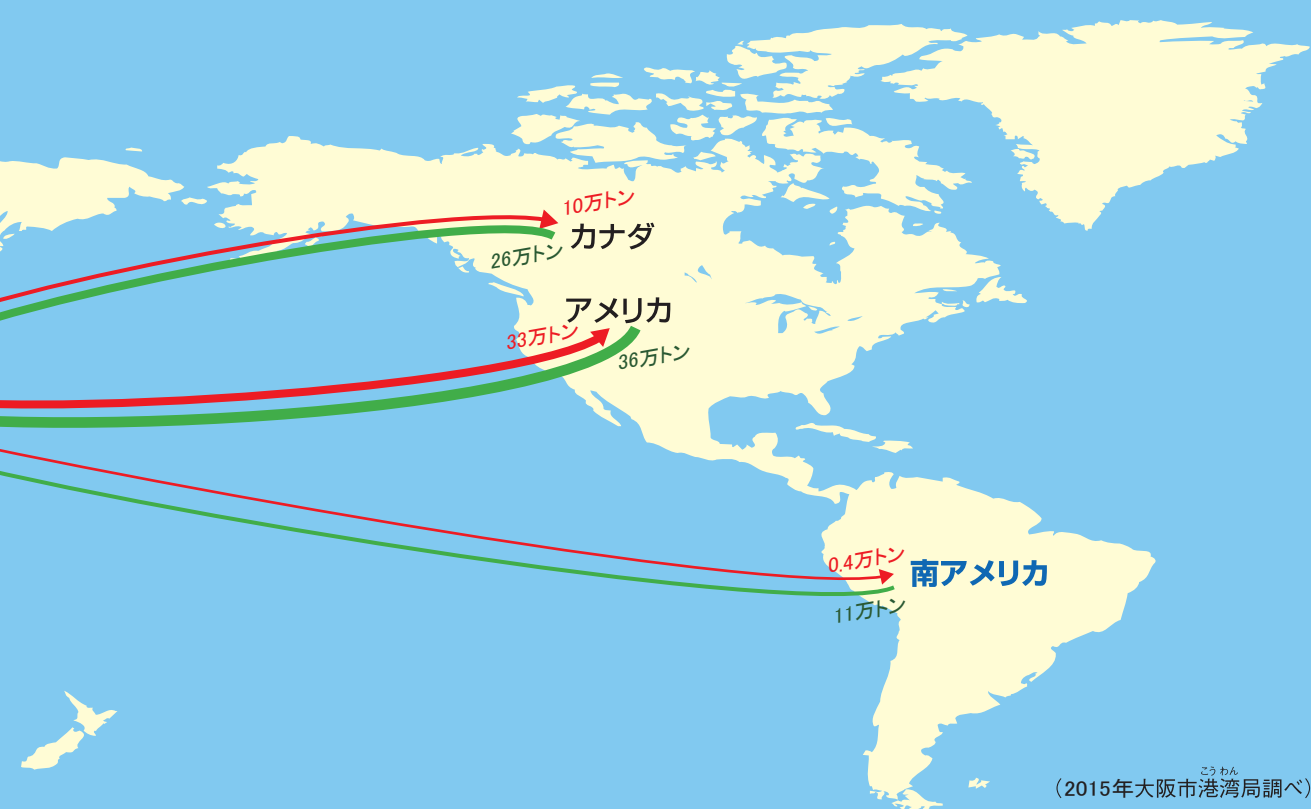 10万トン
カナダ
26万トン
アメリカ
33万トン
36万トン
0.4万トン
南アメリカ
11万トン
こうわん
（2015年大阪市港湾局調べ）